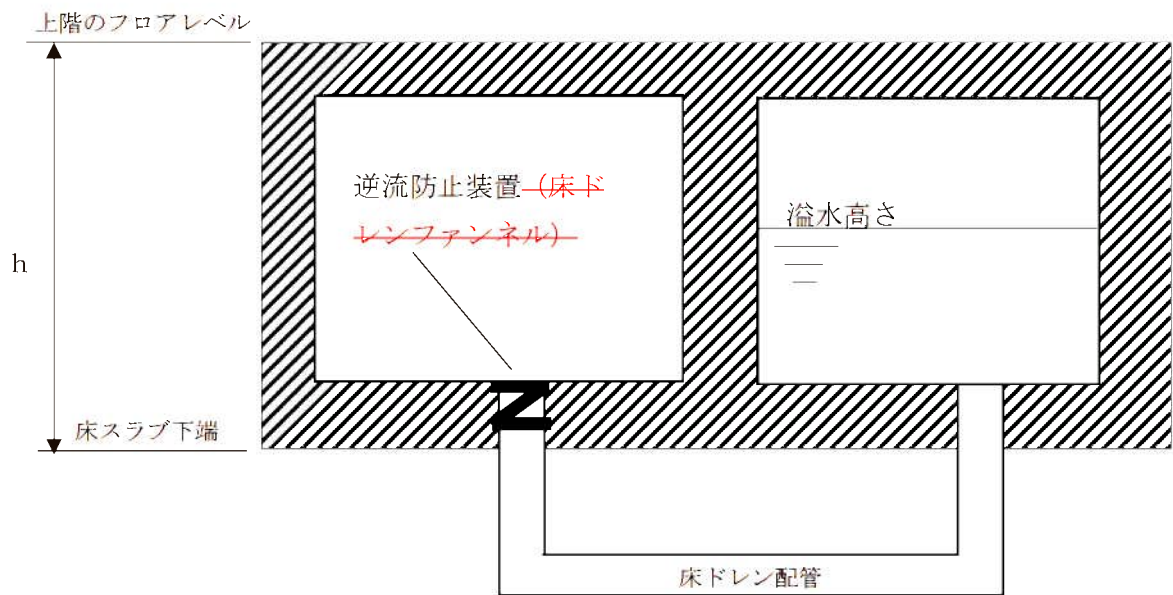 上階のフロアレベル
逆流防止装置（床ド
レンファンネル）
溢水高さ
h
床スラブ下端
床ドレン配管